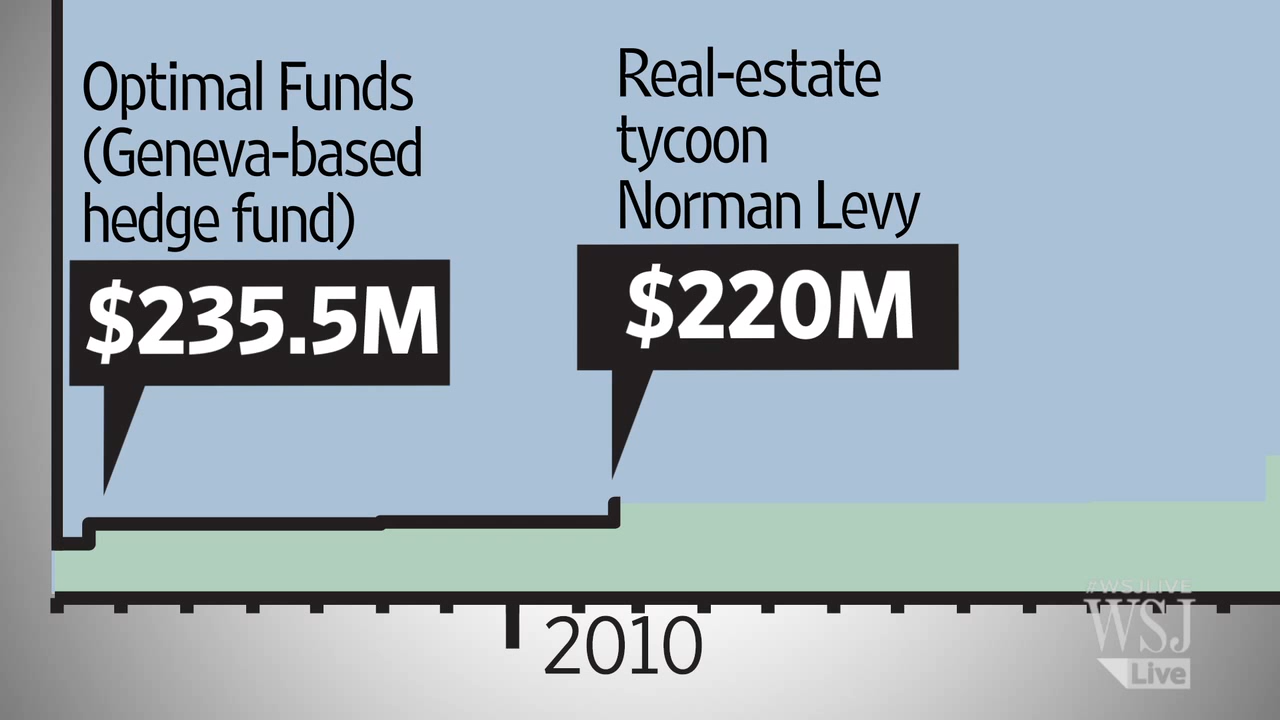 Optimal Funds
(Geneva-based
hedge fund)
$235.5M
Real-estate
tycoon
Norman Levy
$220M
2010
#WSJLIVE
WSJ
Live